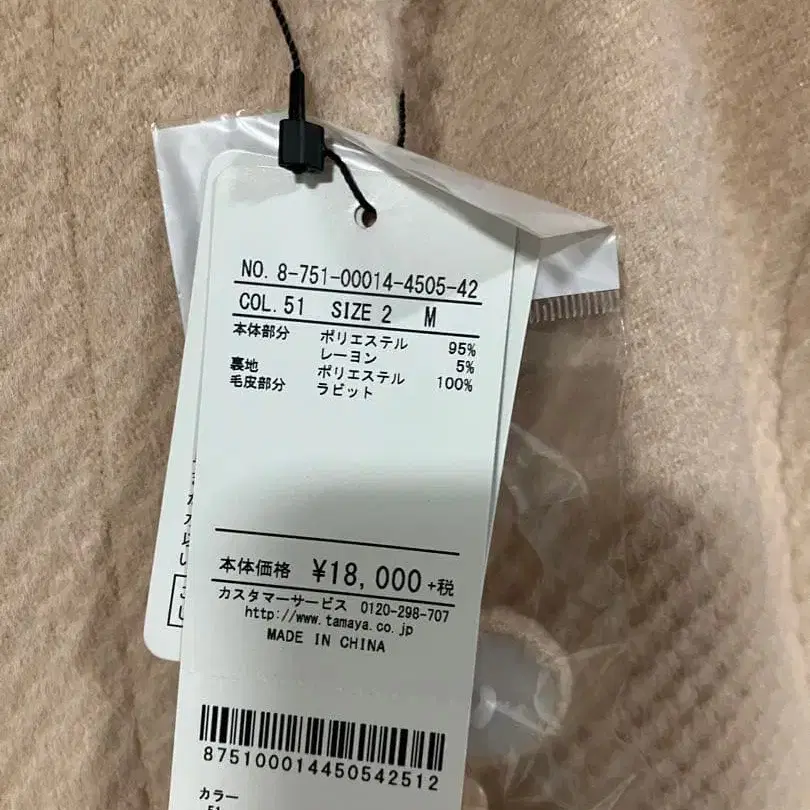 NO. 8-751-00014-4505-42
COL. 51 SIZE 2 M
本体部分 ポリエステル 95%
レーヨン 5%
裏地 ポリエステル 100%
毛皮部分 ラビット
本体価格 ¥18,000+税
カスタマーサービス 0120-298-707
http://www.tamaya.co.jp
MADE IN CHINA
875100014450542512
カラー
51